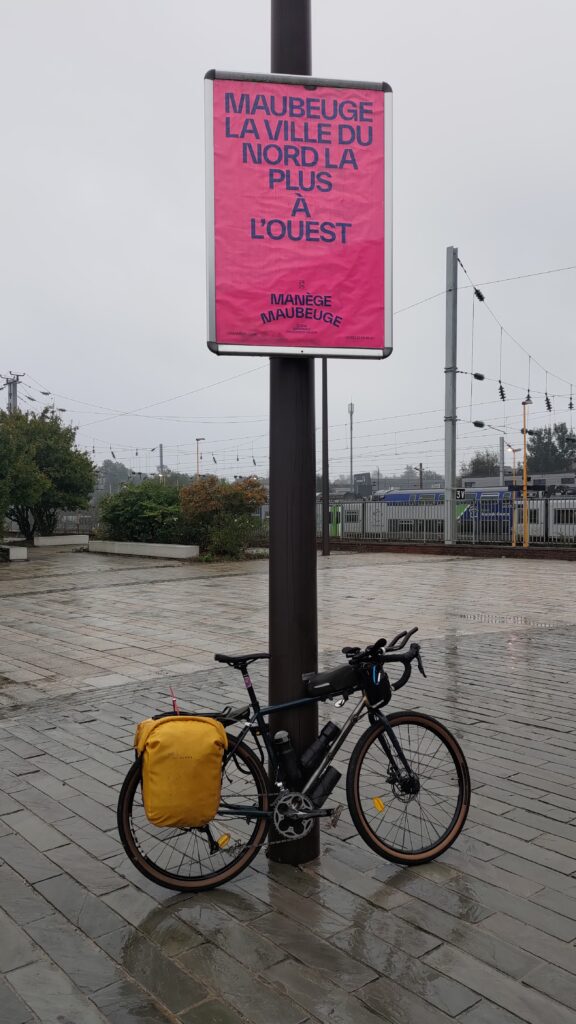 MAUBEUGE
LA VILLE DU
NORD LA
PLUS
À
L'OUEST
MANÈGE
MAUBEUGE